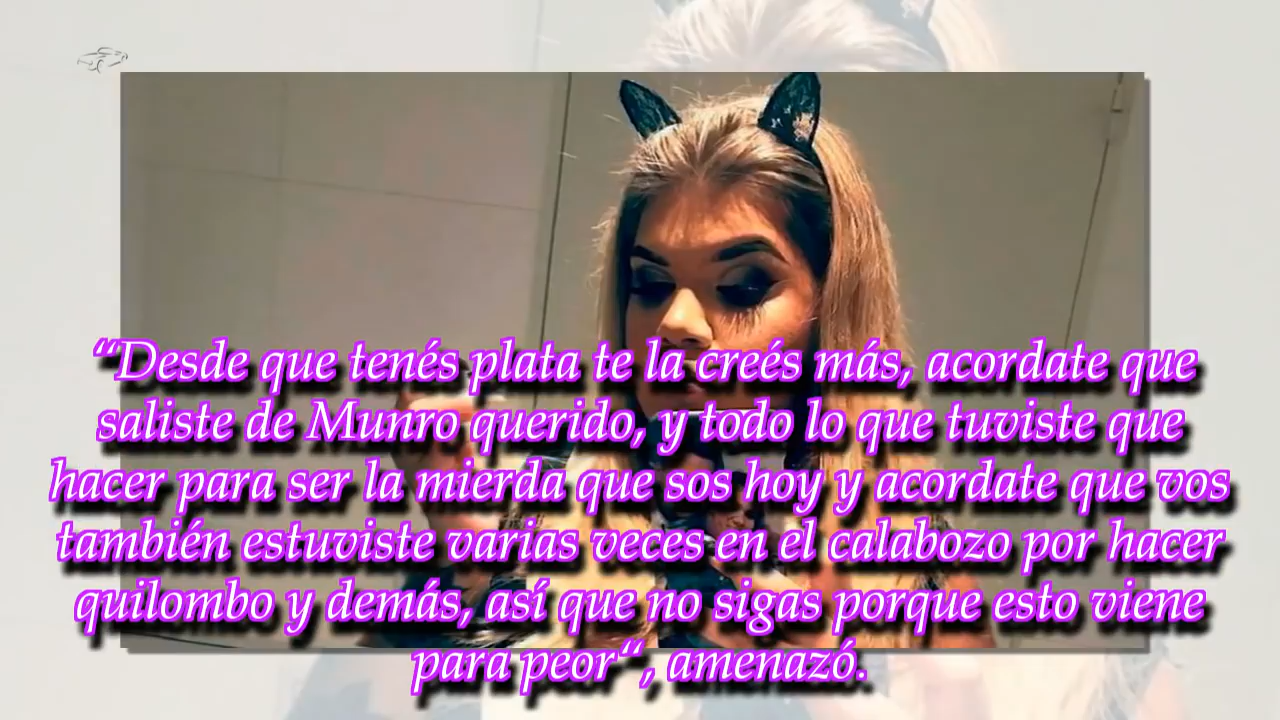 “Desde que tenés plata te la creés más, acordate que
saliste de Munro querido, y todo lo que tuviste que
hacer para ser la mierda que sos hoy y acordate que vos
también estuviste varias veces en el calabozo por hacer
quilombo y demás, así que no sigas porque esto viene
para peor“, amenazó.